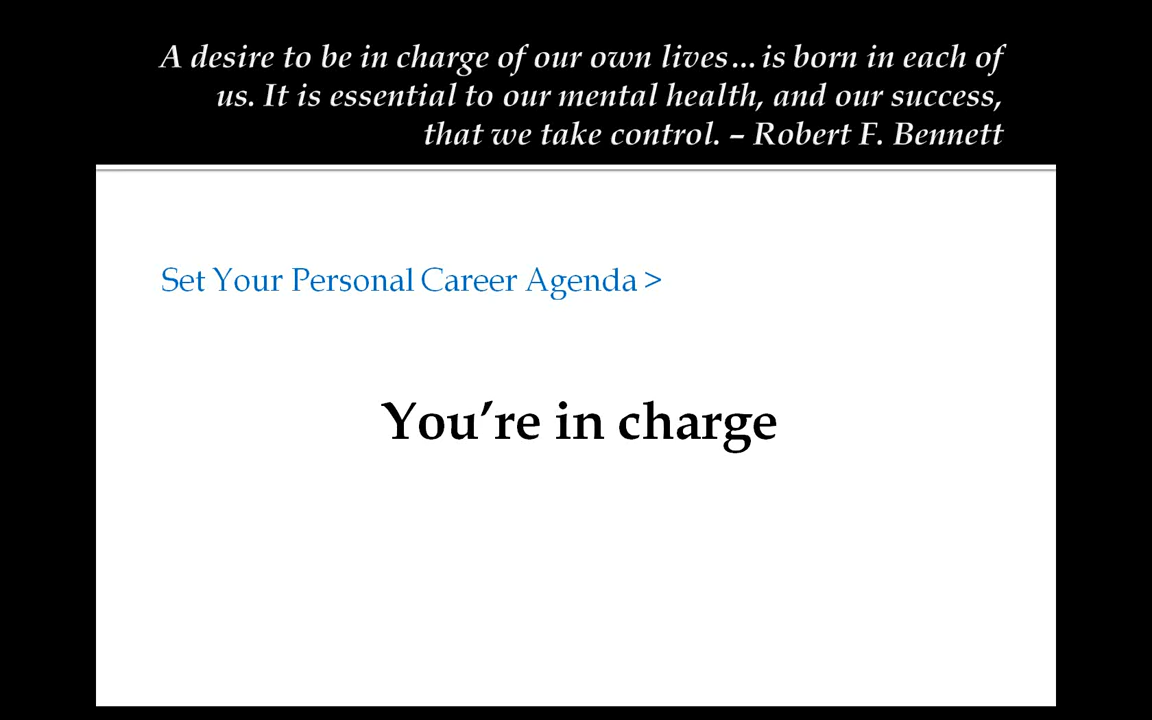 A desire to be in charge of our own lives…is born in each of
us. It is essential to our mental health, and our success,
that we take control. – Robert F. Bennett
Set Your Personal Career Agenda >
You’re in charge